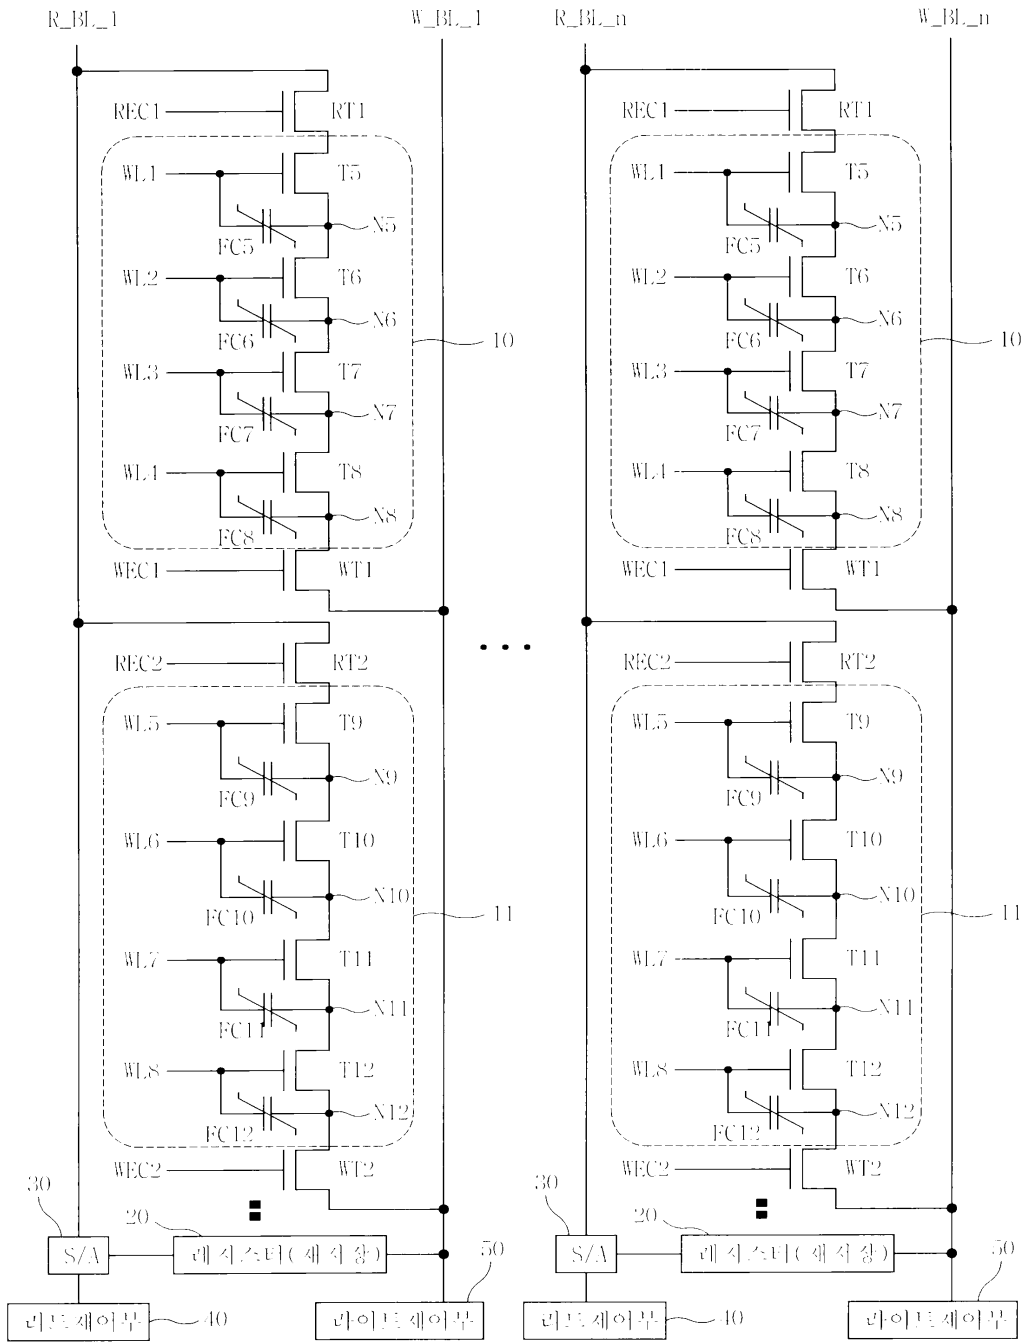 R_BL_1 W_BL_1 R_BL_n W_BL_n
REC1 RT1 REC1 RT1
WL1 T5 WL1 T5
FC5 N5 FC5 N5
WL2 T6 WL2 T6
FC6 N6 FC6 N6
10 10
WL3 T7 WL3 T7
FC7 N7 FC7 N7
WL4 T8 WL4 T8
FC8 N8 FC8 N8
WEC1 WT1 WEC1 WT1
...
REC2 RT2 REC2 RT2
WL5 T9 WL5 T9
FC9 N9 FC9 N9
WL6 T10 WL6 T10
FC10 N10 FC10 N10
11 11
WL7 T11 WL7 T11
FC11 N11 FC11 N11
WL8 T12 WL8 T12
FC12 N12 FC12 N12
WEC2 WT2 WEC2 WT2
30 20 50 30 20 50
S/A 레지스터(재저장) S/A 레지스터(재저장)
리드제어부 40 라이트제어부 리드제어부 40 라이트제어부